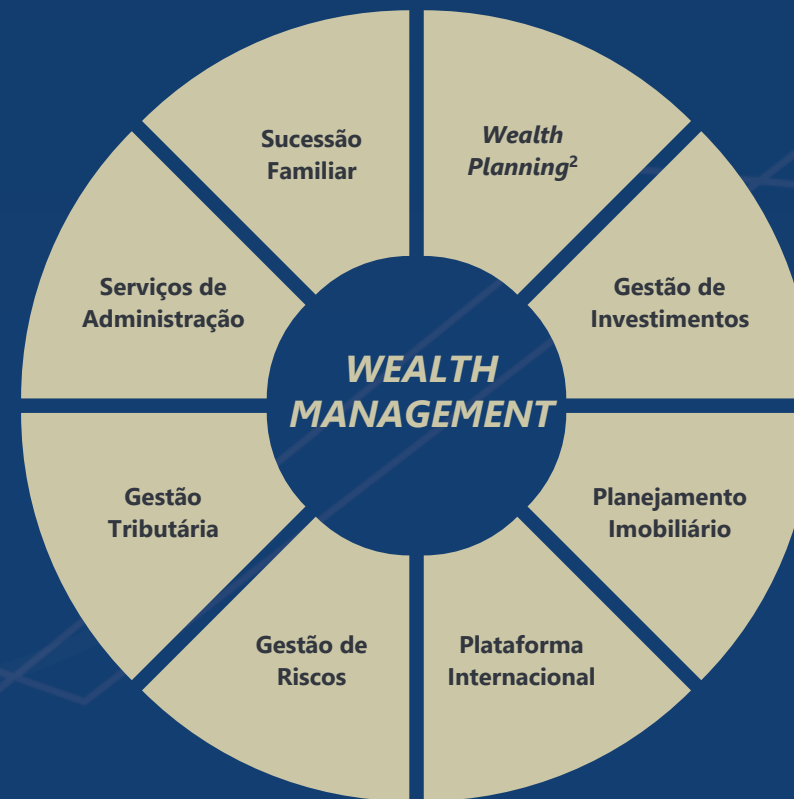 Sucessão
Familiar
Wealth
Planning²
Serviços de
Administração
Gestão de
Investimentos
WEALTH
MANAGEMENT
Gestão
Tributária
Planejamento
Imobiliário
Gestão de
Riscos
Plataforma
Internacional